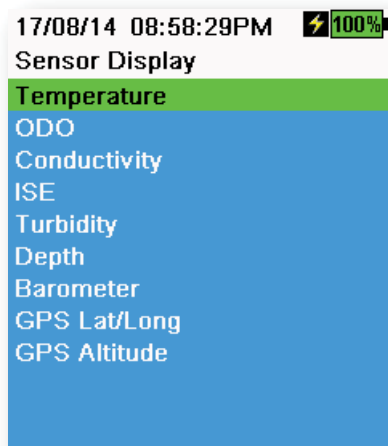 17/08/14 08:58:29PM 100%
Sensor Display
Temperature
ODO
Conductivity
ISE
Turbidity
Depth
Barometer
GPS Lat/Long
GPS Altitude